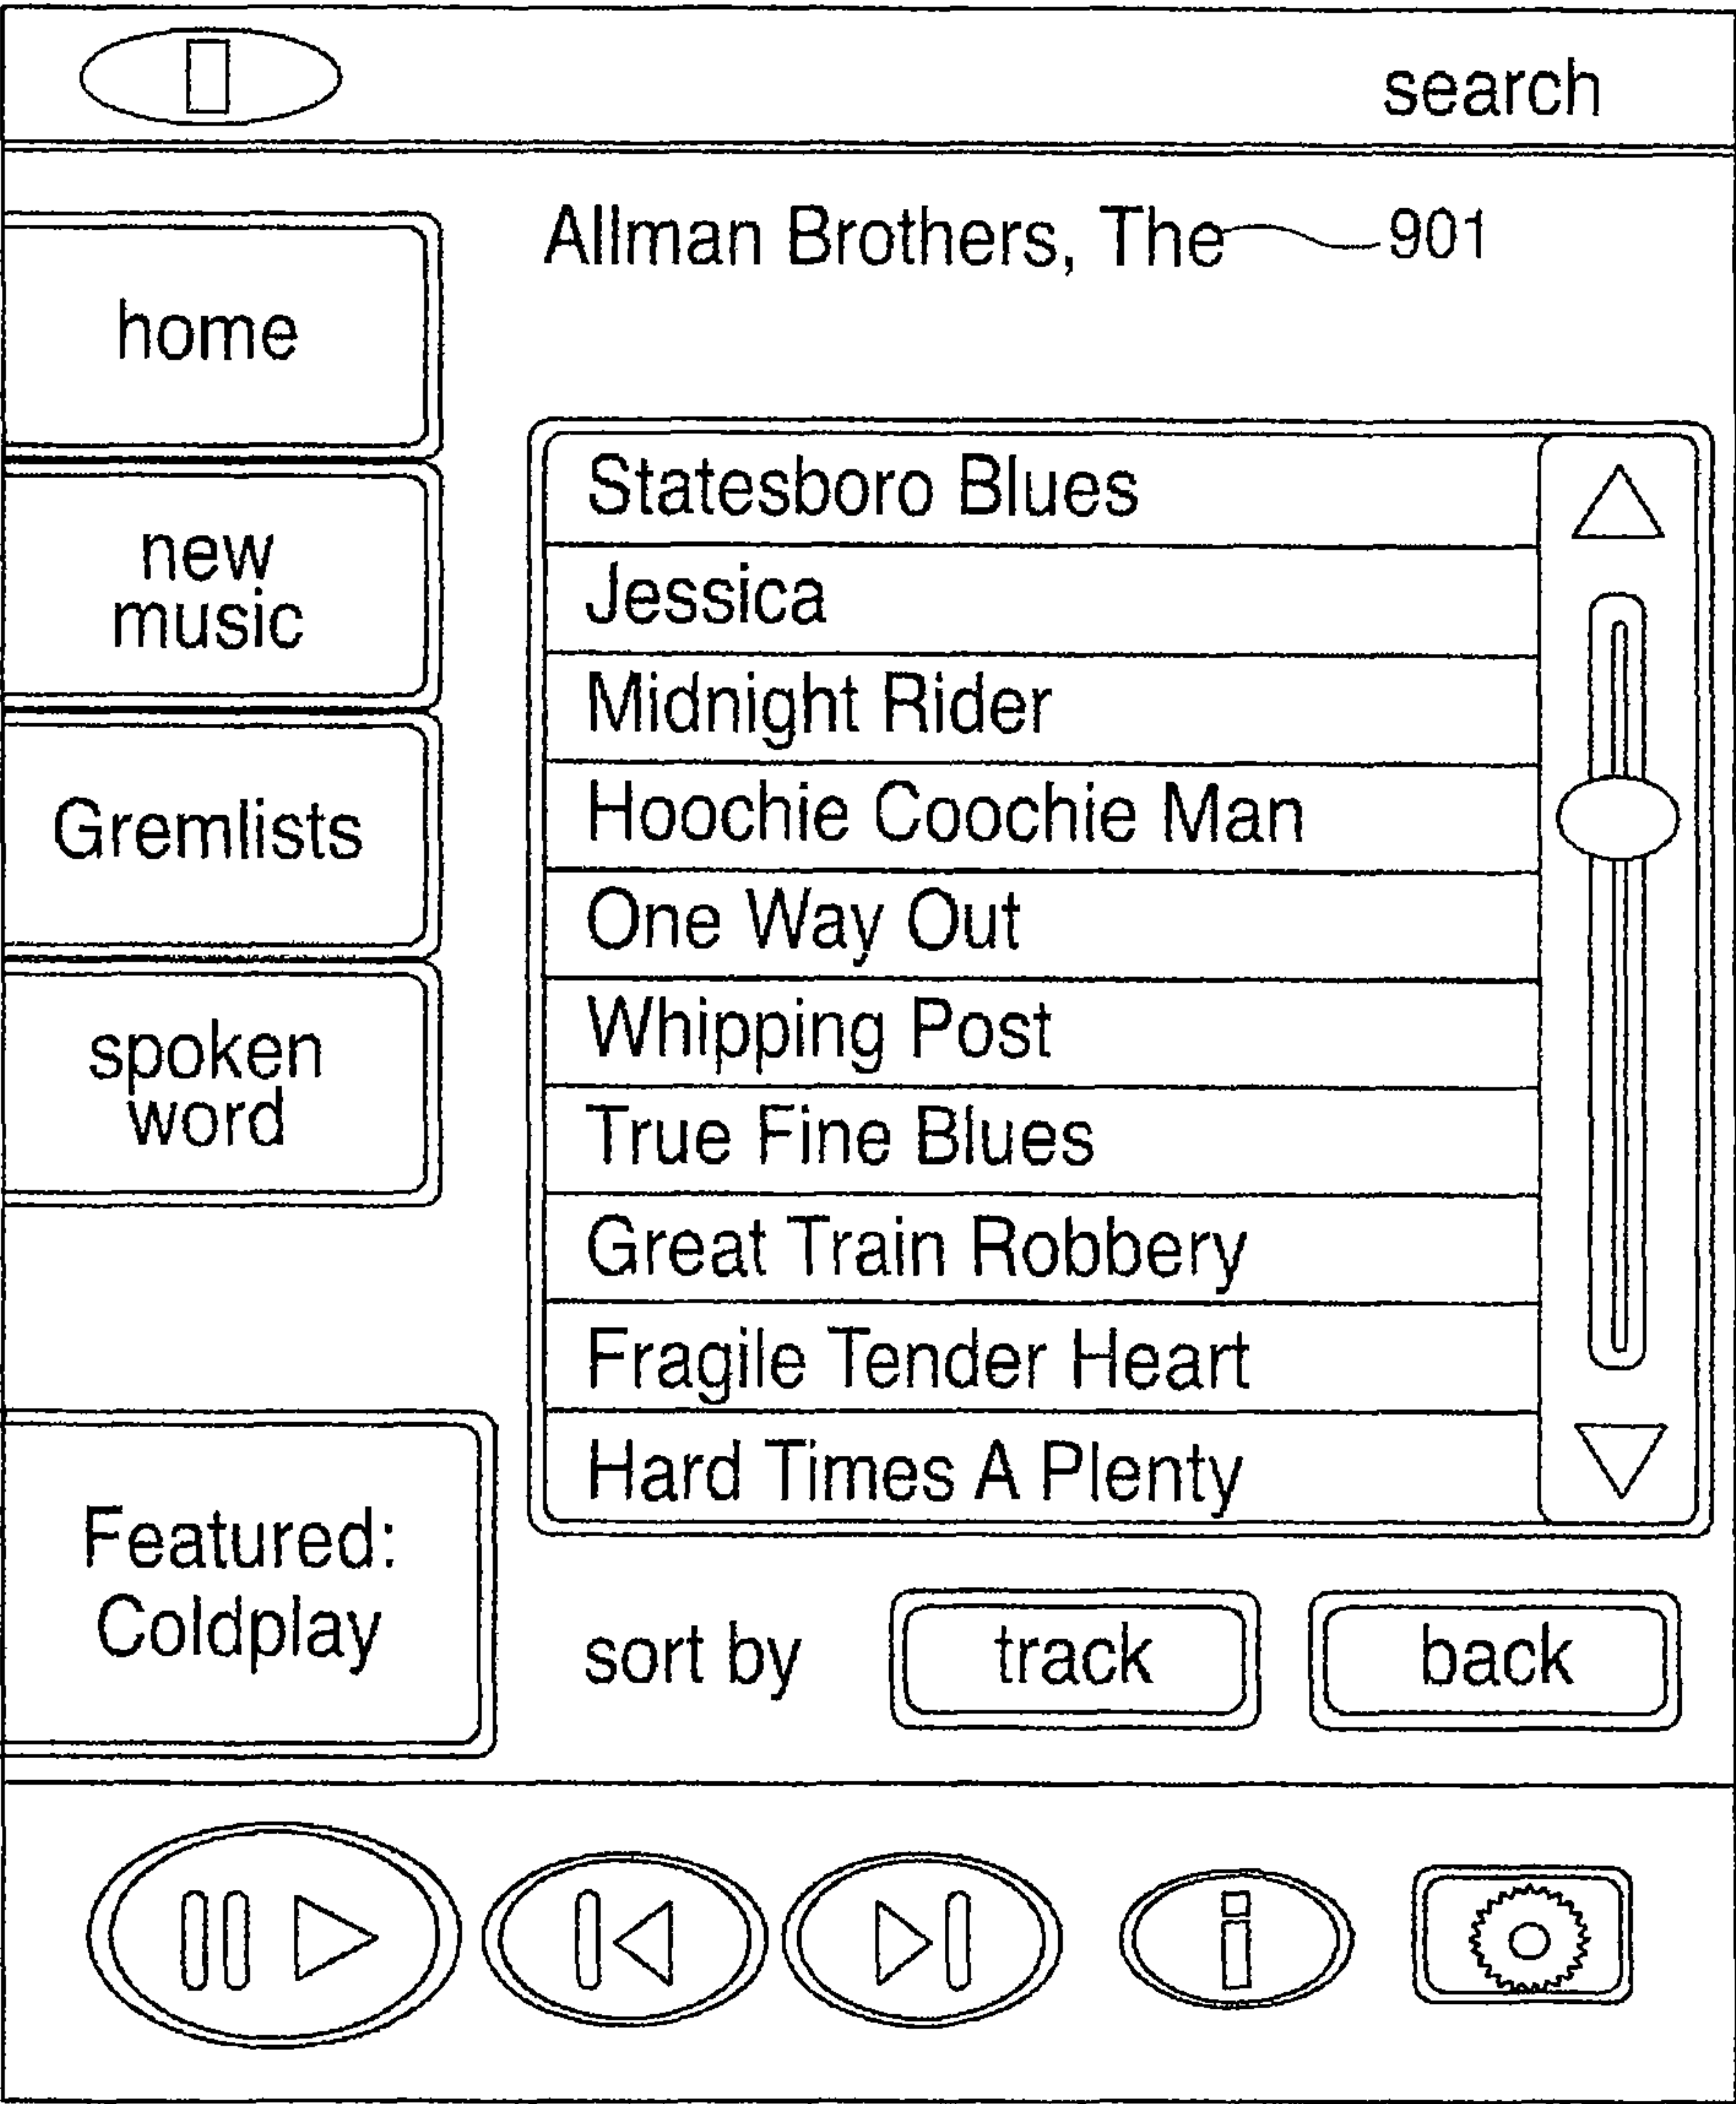 search
Allman Brothers, The 901
home
new
music
Gremlists
spoken
word
Featured:
Coldplay
Statesboro Blues
Jessica
Midnight Rider
Hoochie Coochie Man
One Way Out
Whipping Post
True Fine Blues
Great Train Robbery
Fragile Tender Heart
Hard Times A Plenty
sort by track back
i